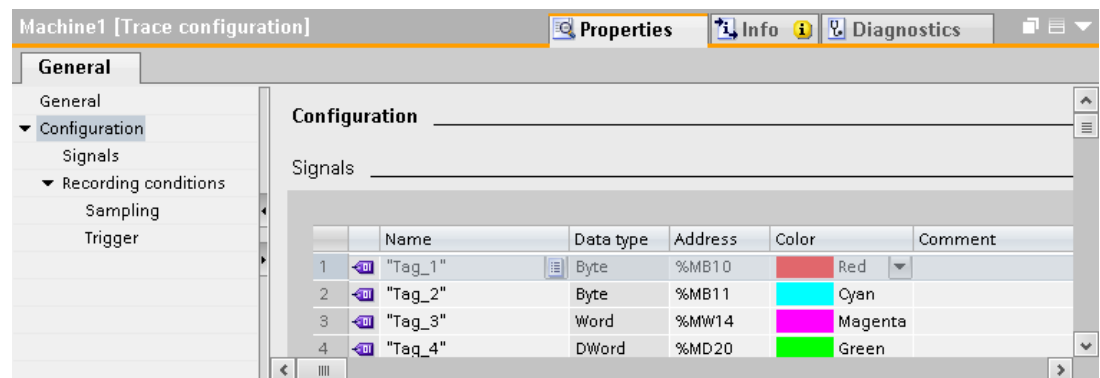 Machine1 [Trace configuration]
Properties
Info
Diagnostics
General
General
Configuration
Signals
Recording conditions
Sampling
Trigger
Configuration
Signals
Name Data type Address Color Comment
1 "Tag_1" Byte %MB10 Red
2 "Tag_2" Byte %MB11 Cyan
3 "Tag_3" Word %MW14 Magenta
4 "Tag_4" DWord %MD20 Green